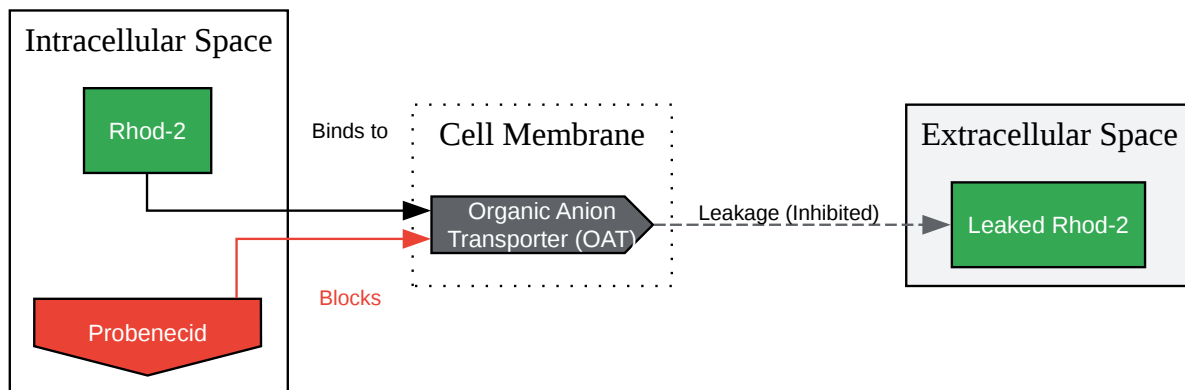 Intracellular Space
Rhod-2
Binds to
Cell Membrane
Organic Anion
Transporter (OAT)
Leakage (Inhibited)
Extracellular Space
Leaked Rhod-2
Blocks
Probenecid